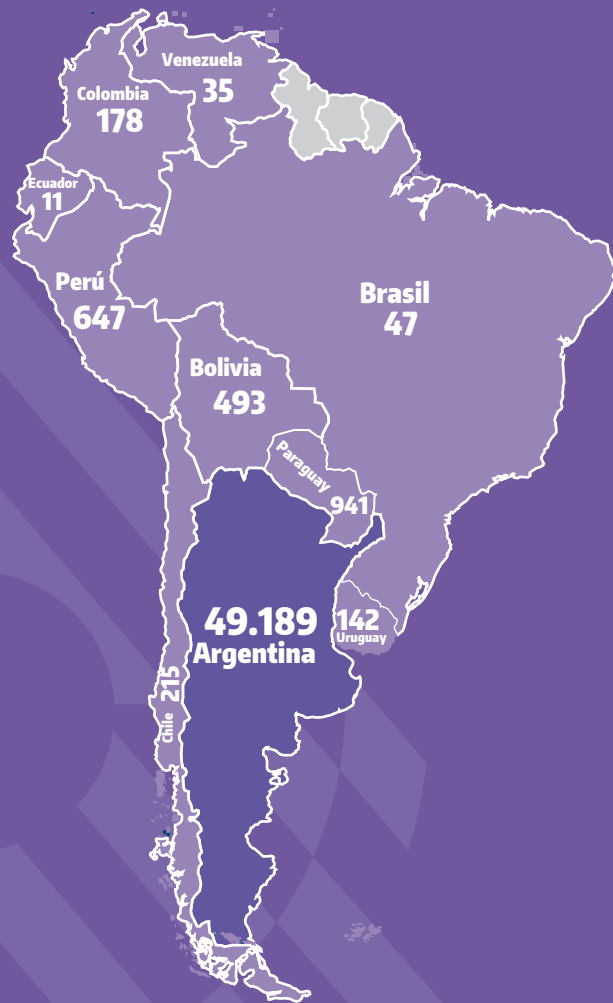 Venezuela
35
Colombia
178
Ecuador
11
Perú
647
Brasil
47
Bolivia
493
Paraguay
941
49.189
Argentina
142
Uruguay
Chile 215